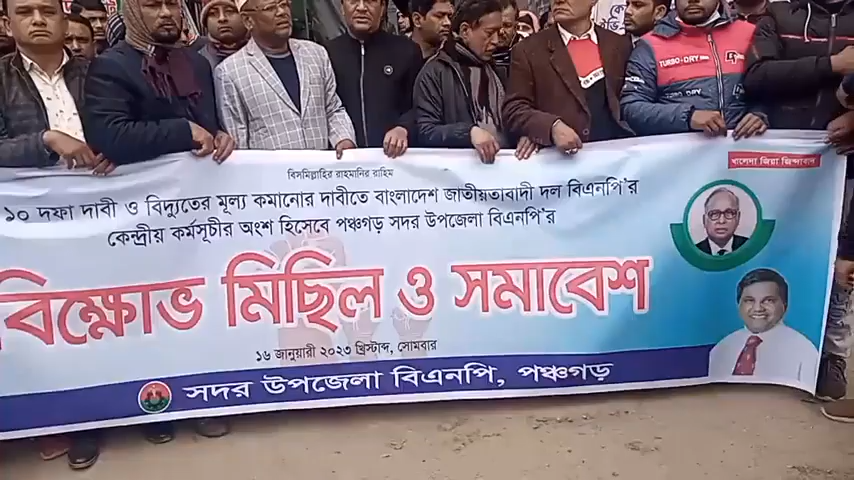 বিসমিল্লাহির রাহমানির রাহিম
খালেদা জিয়া জিন্দাবাদ
১০ দফা দাবী ও বিদ্যুতের মূল্য কমানোর দাবীতে বাংলাদেশ জাতীয়তাবাদী দল বিএনপি'র
কেন্দ্রীয় কর্মসূচীর অংশ হিসেবে পঞ্চগড় সদর উপজেলা বিএনপি'র
বিক্ষোভ মিছিল ও সমাবেশ
১৬ জানুয়ারী ২০২৩ খ্রিস্টাব্দ, সোমবার
সদর উপজেলা বিএনপি, পঞ্চগড়
TURBO-DRY